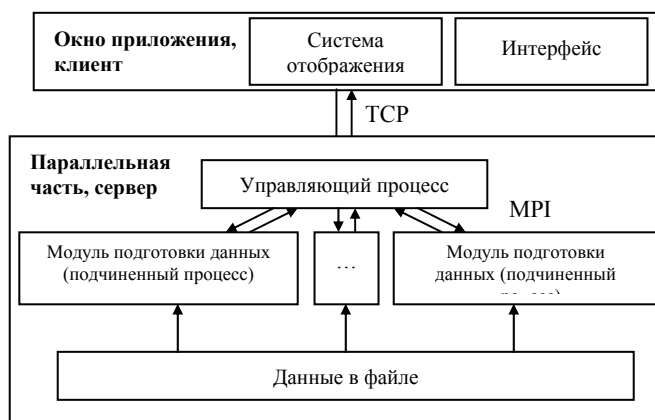 Окно приложения,
клиент
Система
отображения
Интерфейс
TCP
Параллельная
часть, сервер
Управляющий процесс
MPI
Модуль подготовки данных
(подчиненный процесс)
...
Модуль подготовки
данных (подчиненный
Данные в файле